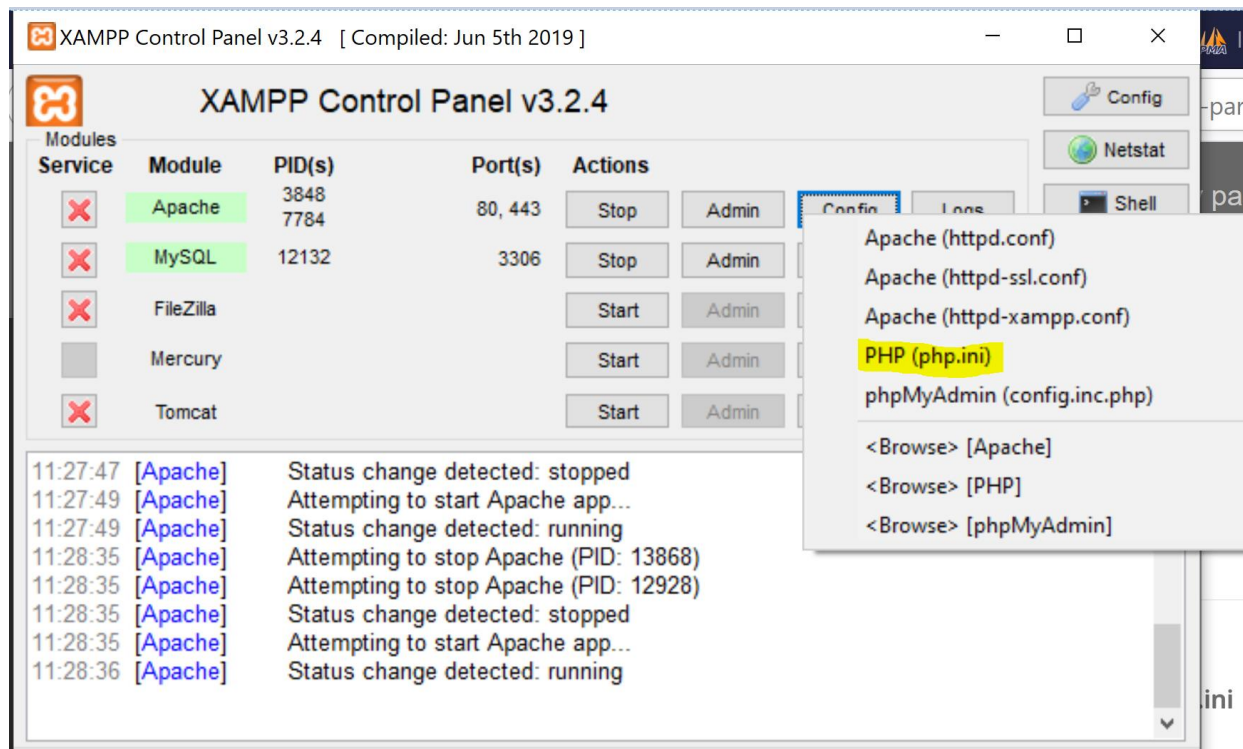 XAMPP Control Panel v3.2.4 [ Compiled: Jun 5th 2019 ]
XAMPP Control Panel v3.2.4
Config
Modules
Service Module PID(s) Port(s) Actions
Netstat
Apache 3848 7784 80, 443 Stop Admin Config Logs
Shell
MySQL 12132 3306 Stop Admin
FileZilla Start Admin
Mercury Start Admin
Tomcat Start Admin
Apache (httpd.conf)
Apache (httpd-ssl.conf)
Apache (httpd-xampp.conf)
PHP (php.ini)
phpMyAdmin (config.inc.php)
<Browse> [Apache]
<Browse> [PHP]
<Browse> [phpMyAdmin]
11:27:47 [Apache] Status change detected: stopped
11:27:49 [Apache] Attempting to start Apache app...
11:27:49 [Apache] Status change detected: running
11:28:35 [Apache] Attempting to stop Apache (PID: 13868)
11:28:35 [Apache] Attempting to stop Apache (PID: 12928)
11:28:35 [Apache] Status change detected: stopped
11:28:35 [Apache] Attempting to start Apache app...
11:28:36 [Apache] Status change detected: running
-par
pa
.ini